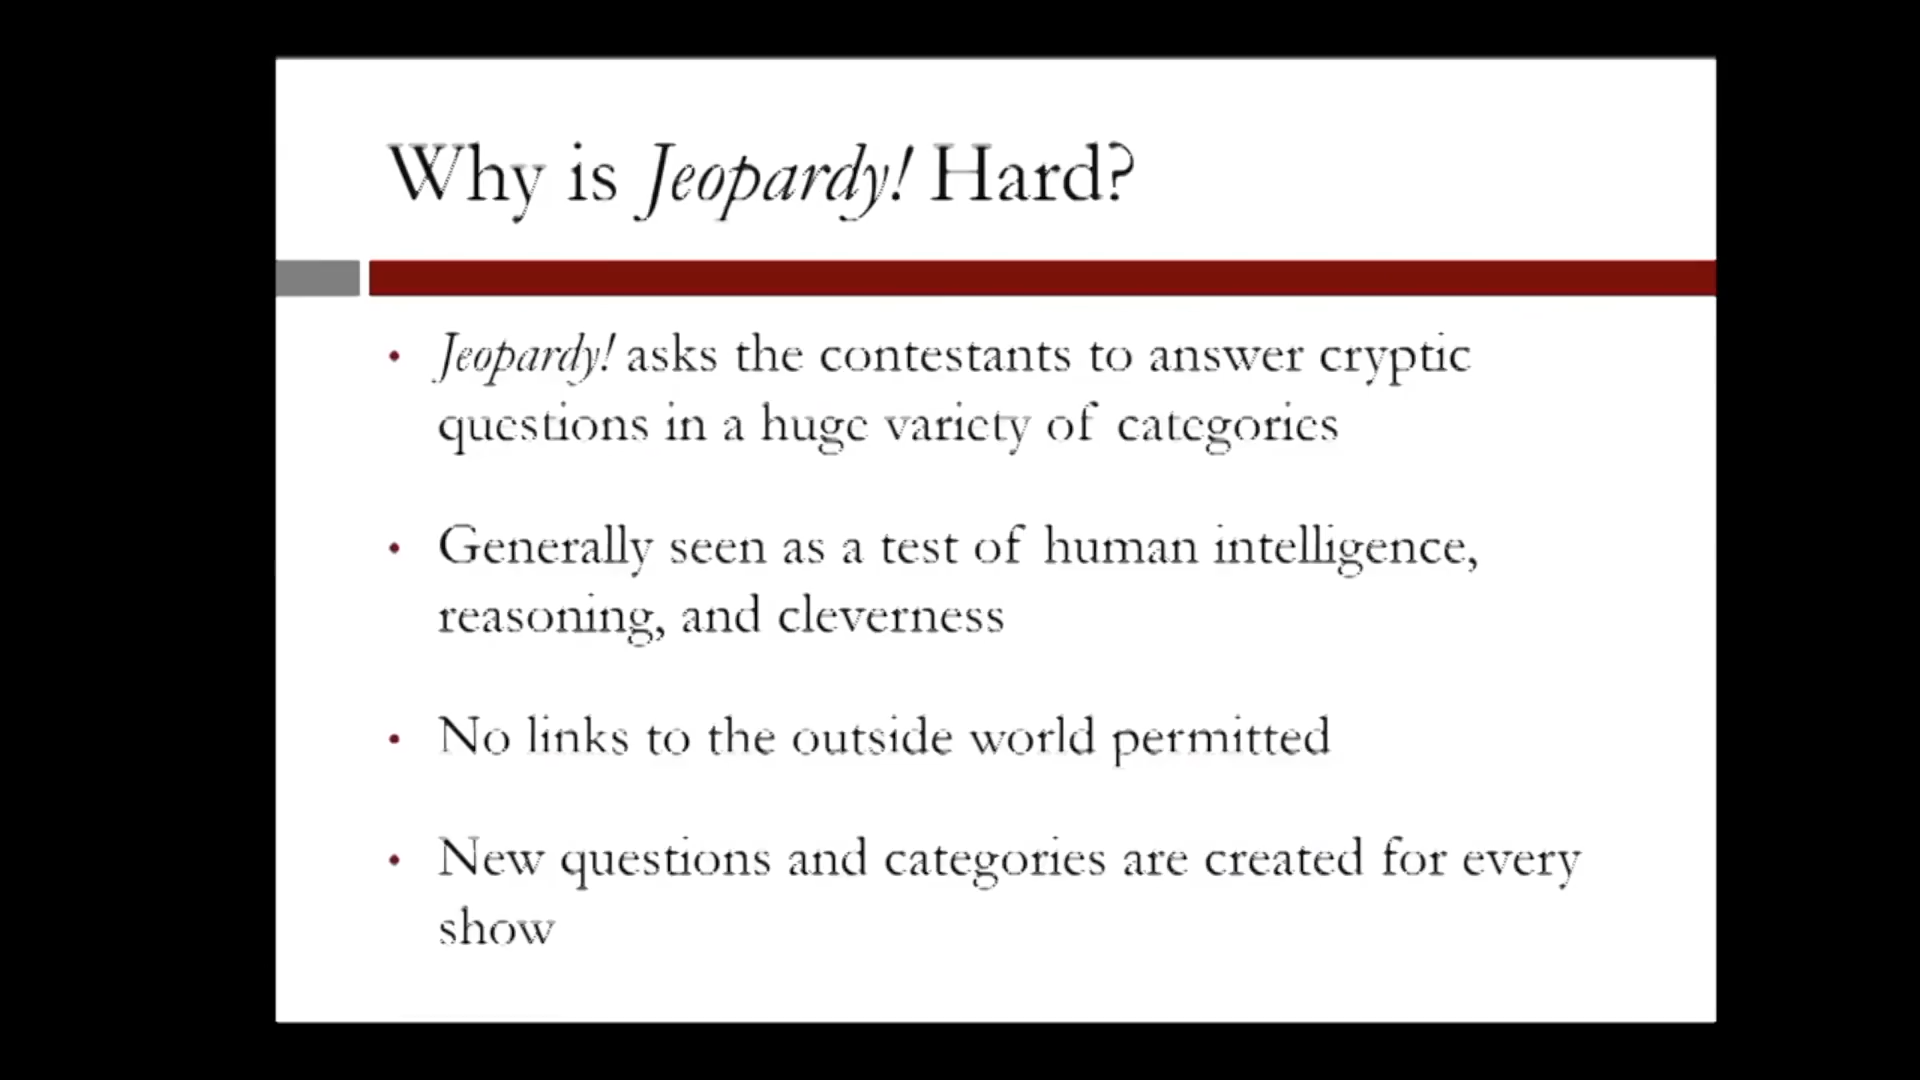 Why is Jeopardy! Hard?
• Jeopardy! asks the contestants to answer cryptic
questions in a huge variety of categories
• Generally seen as a test of human intelligence,
reasoning, and cleverness
• No links to the outside world permitted
• New questions and categories are created for every
show